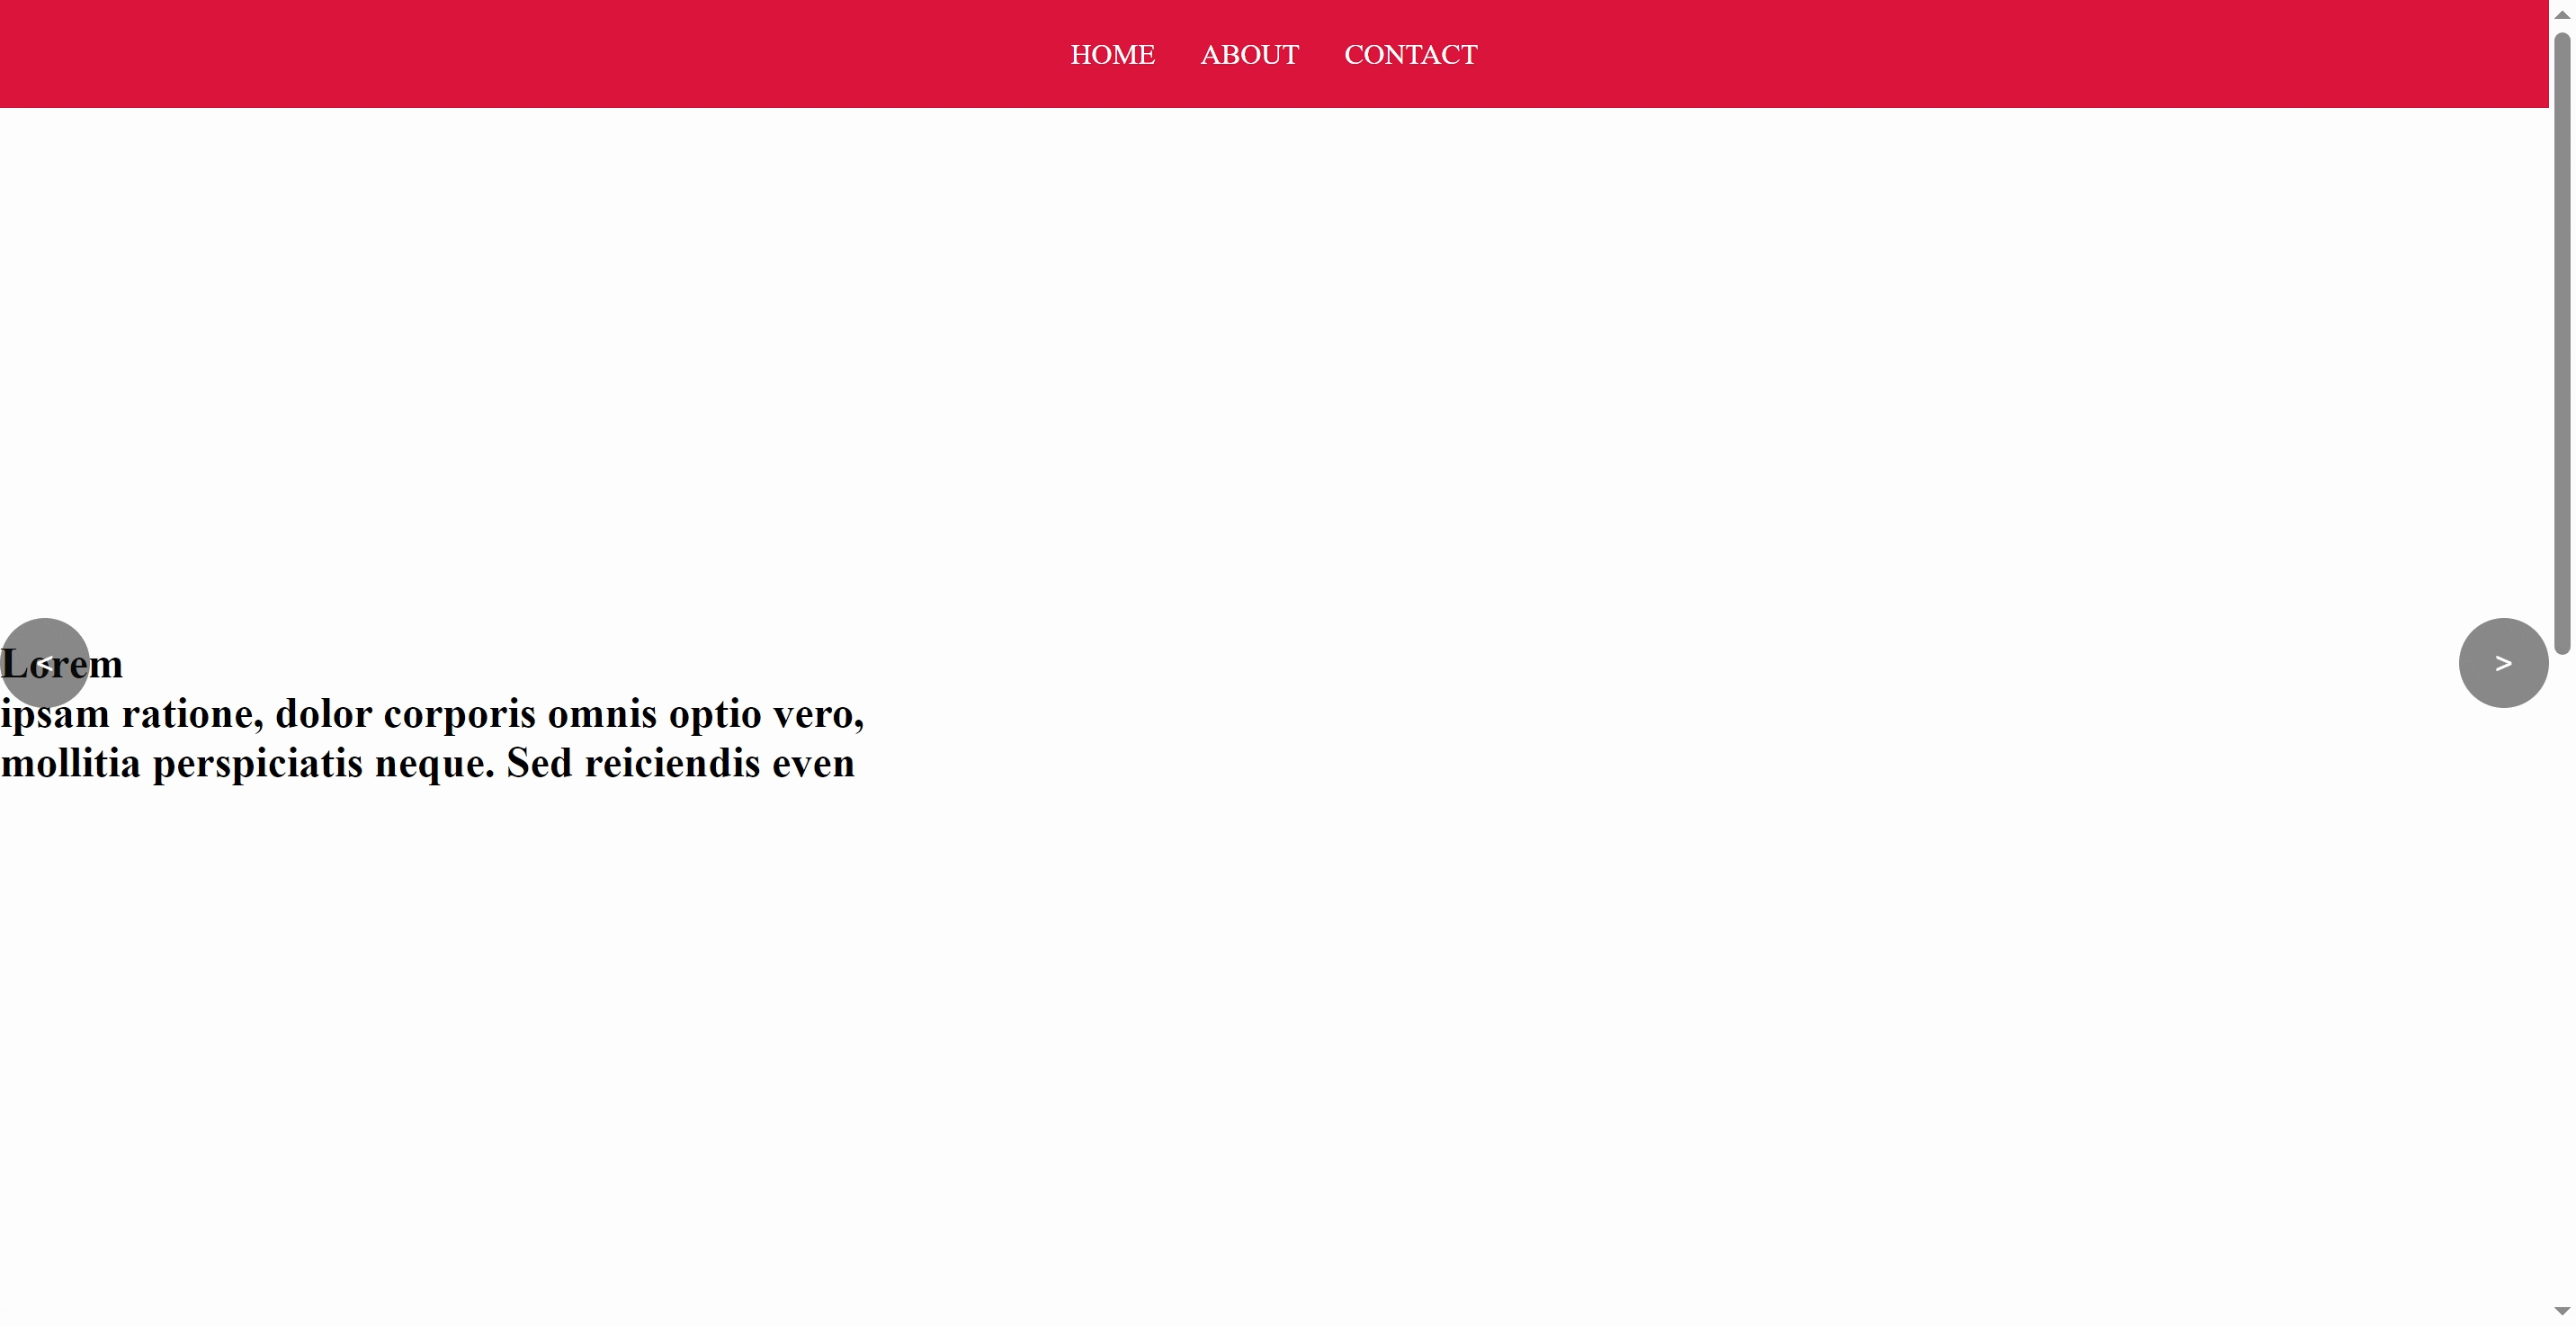 HOME ABOUT CONTACT
Lorem
<
>
ipsam ratione, dolor corporis omnis optio vero,
mollitia perspiciatis neque. Sed reiciendis even